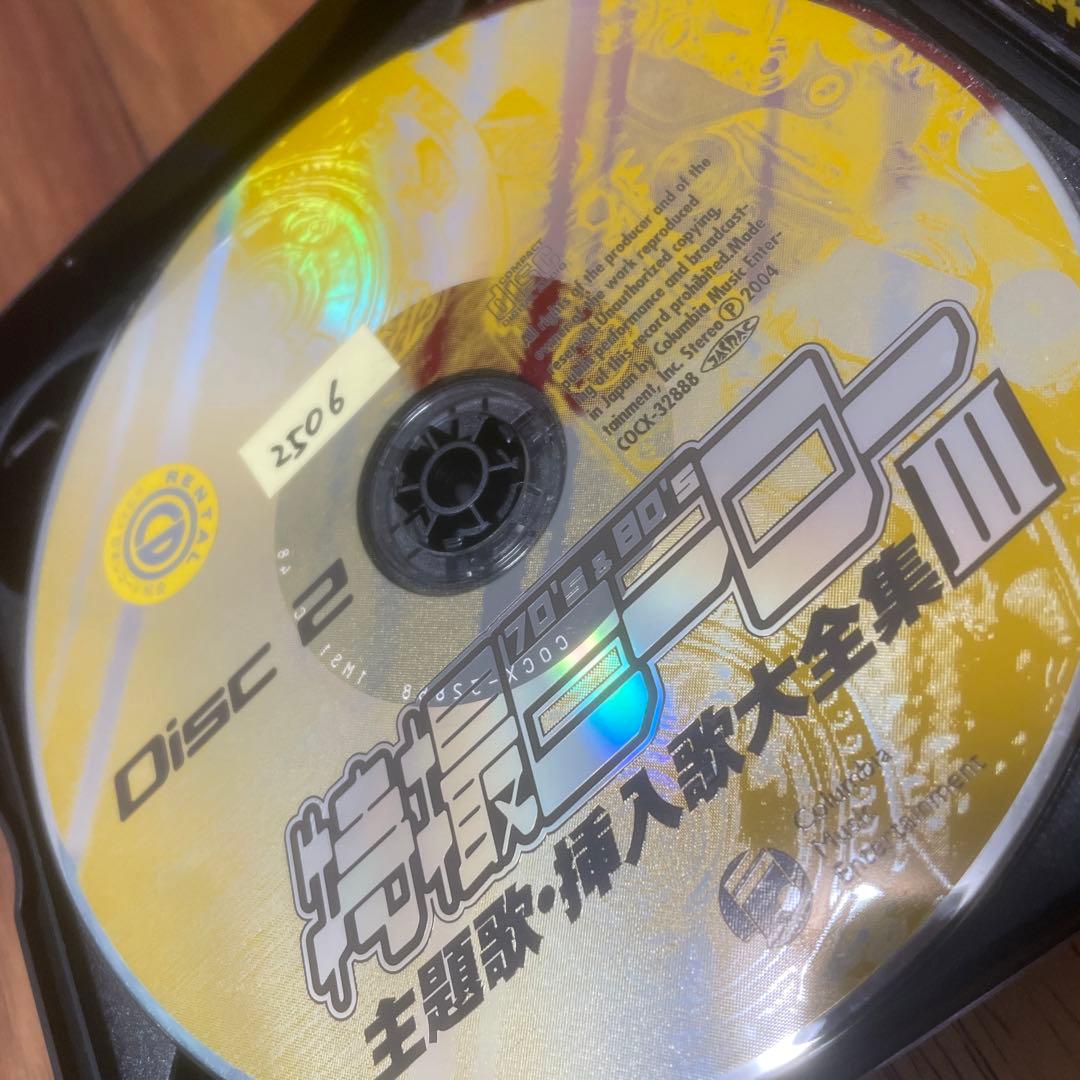 COMPACT
disc
All rights of the producer and of the
owner of the work reproduced
reserved.Unauthorized copying,
public performance and broadcast-
ing of this record prohibited.Made
in Japan by Columbia Music Enter-
tainment, Inc. Stereo Ⓟ 2004
COCX-32888 JASRAC
2506
RENTAL
Disc 2
'70'S & 80'S
特撮ヒーロー III
主題歌・挿入歌大全集
Columbia
Music
Entertainment